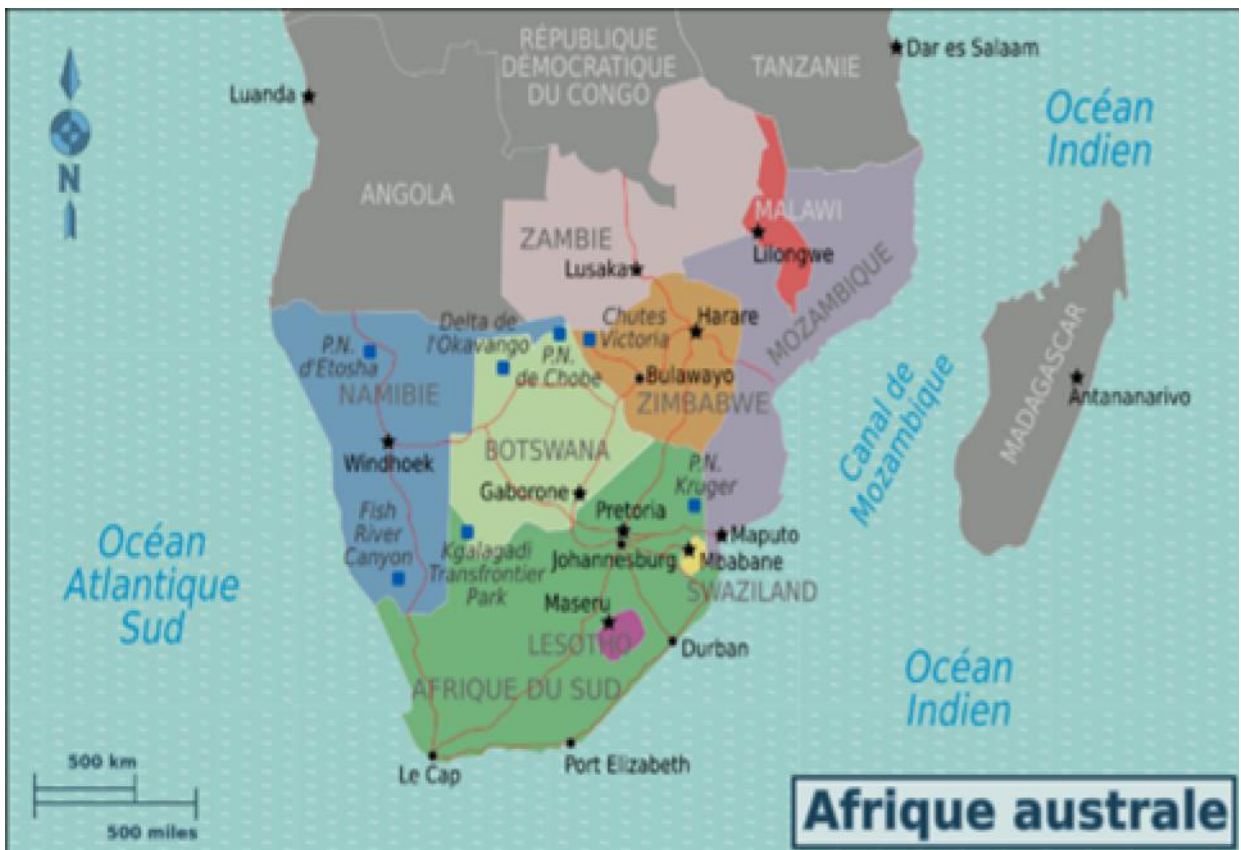 RÉPUBLIQUE
DÉMOCRATIQUE
DU CONGO
TANZANIE
Dar es Salaam
Luanda
Océan
Indien
N
ANGOLA
MALAWI
ZAMBIE
Lilongwe
Lusaka
MOZAMBIQUE
Delta de
l'Okavango
Chutes
Victoria
Harare
P.N.
d'Etosha
P.N.
de Chobe
Bulawayo
NAMIBIE
ZIMBABWE
Canal de
Mozambique
MADAGASCAR
Antananarivo
BOTSWANA
Windhoek
P.N.
Kruger
Gaborone
Pretoria
Fish
River
Canyon
Maputo
Océan
Atlantique
Sud
Kgalagadi
Transfrontier
Park
Johannesburg
Mbabane
SWAZILAND
Maseru
LESOTHO
Durban
Océan
Indien
AFRIQUE DU SUD
500 km
500 miles
Le Cap
Port Elizabeth
Afrique australe